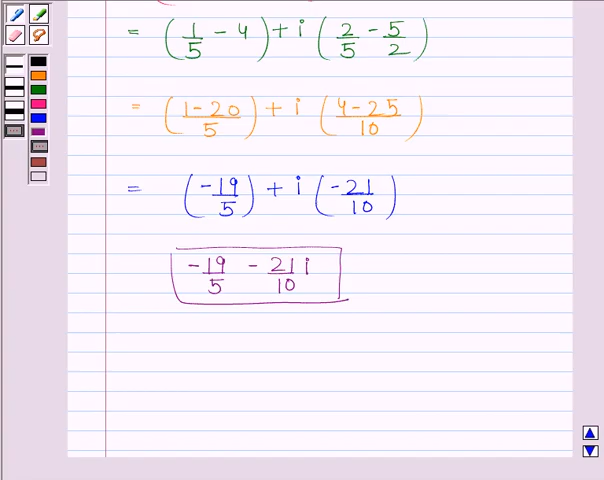 = (1/5 - 4) + i (2/5 - 5/2)
= (1-20/5) + i (4-25/10)
= (-19/5) + i (-21/10)
-19/5 - 21/10 i